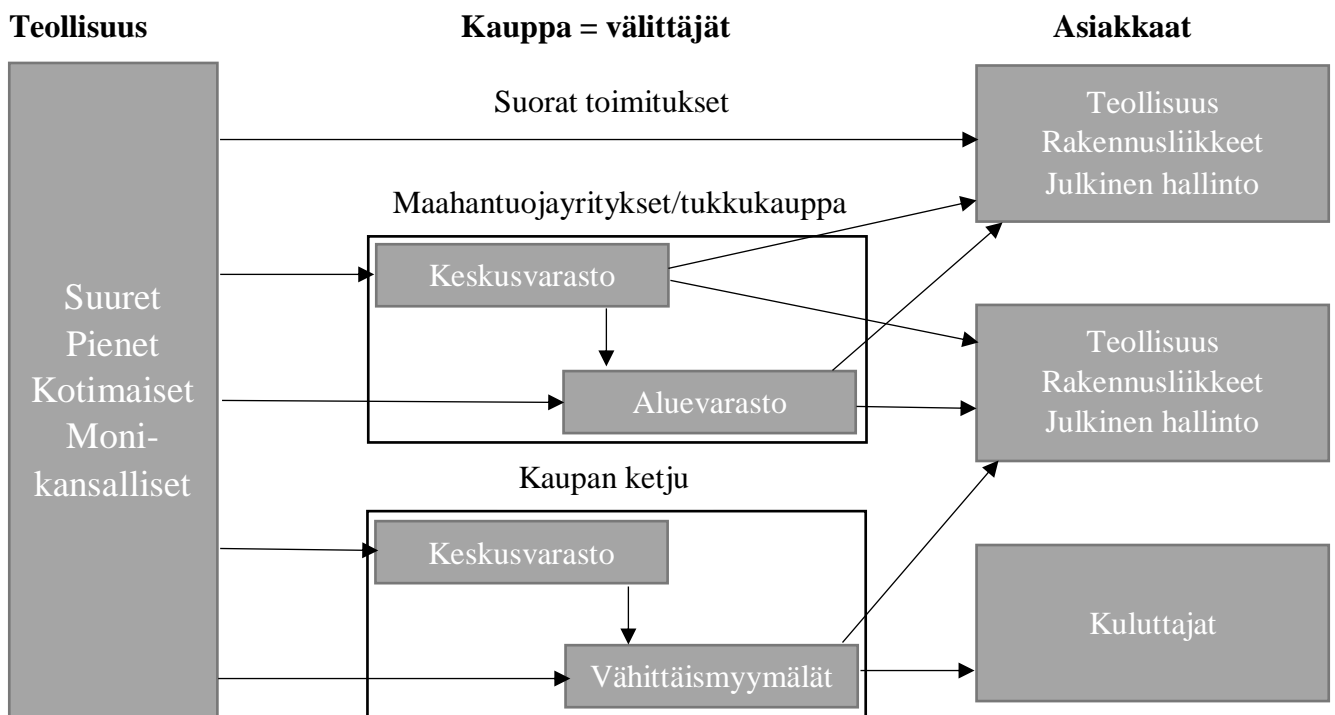 Teollisuus
Kauppa = välittäjät
Asiakkaat
Suuret
Pienet
Kotimaiset
Moni-
kansalliset
Suorat toimitukset
Maahantuojayritykset/tukkukauppa
Keskusvarasto
Aluevarasto
Kaupan ketju
Keskusvarasto
Vähittäismyymälät
Teollisuus
Rakennusliikkeet
Julkinen hallinto
Teollisuus
Rakennusliikkeet
Julkinen hallinto
Kuluttajat